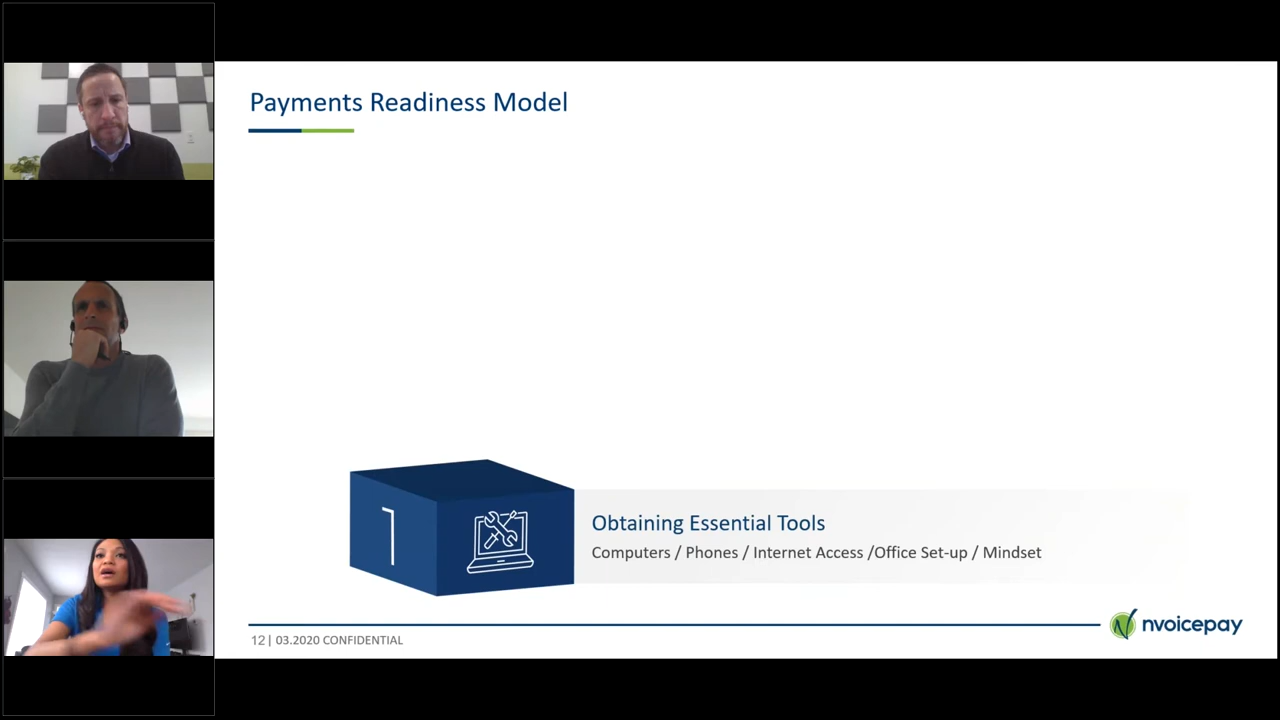 Payments Readiness Model
1
Obtaining Essential Tools
Computers / Phones / Internet Access /Office Set-up / Mindset
12 | 03.2020 CONFIDENTIAL
nvoicepay